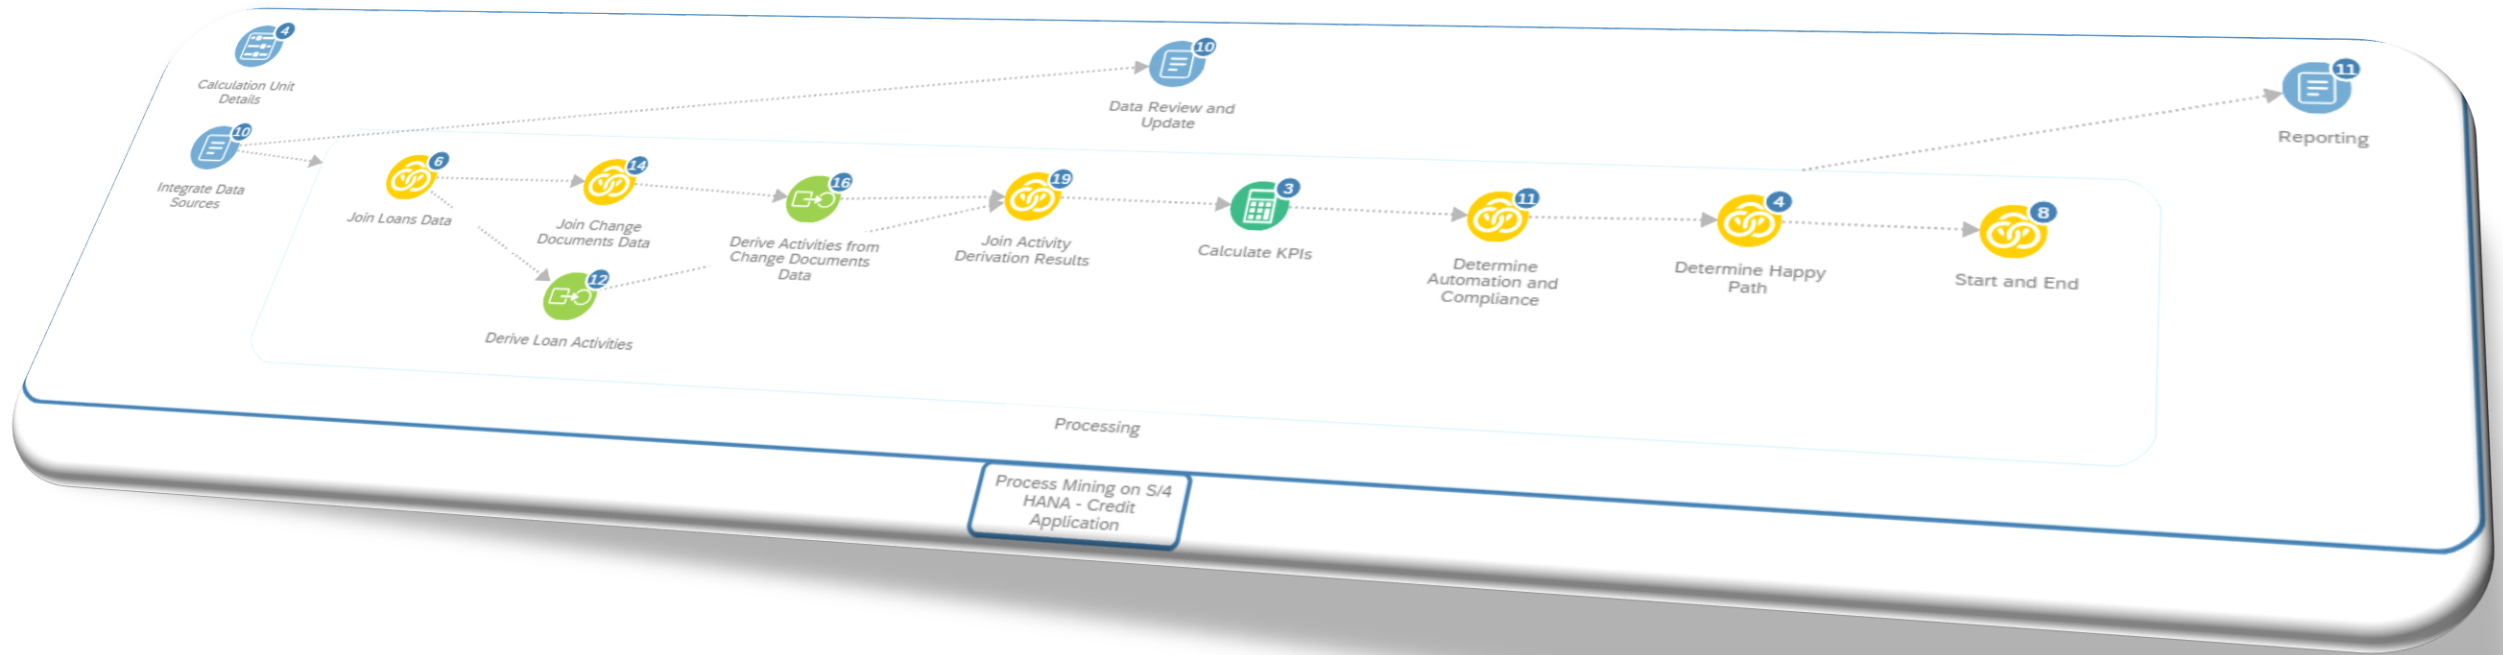 4
Calculation Unit
Details
10
Integrate Data
Sources
10
Data Review and
Update
11
Reporting
6
Join Loans Data
14
Join Change
Documents Data
16
Derive Activities from
Change Documents
Data
19
Join Activity
Derivation Results
3
Calculate KPIs
11
Determine
Automation and
Compliance
4
Determine Happy
Path
8
Start and End
12
Derive Loan Activities
Processing
Process Mining on S/4
HANA - Credit
Application